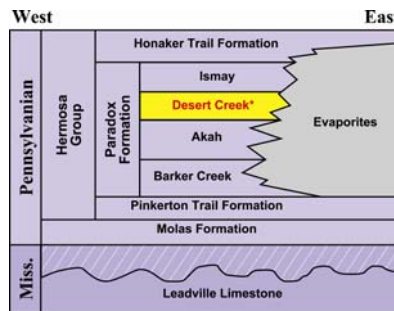 West East
Honaker Trail Formation
Ismay
Desert Creek*
Evaporites
Akah
Barker Creek
Paradox
Formation
Hermosa
Group
Pennsylvanian
Pinkerton Trail Formation
Molas Formation
Miss.
Leadville Limestone